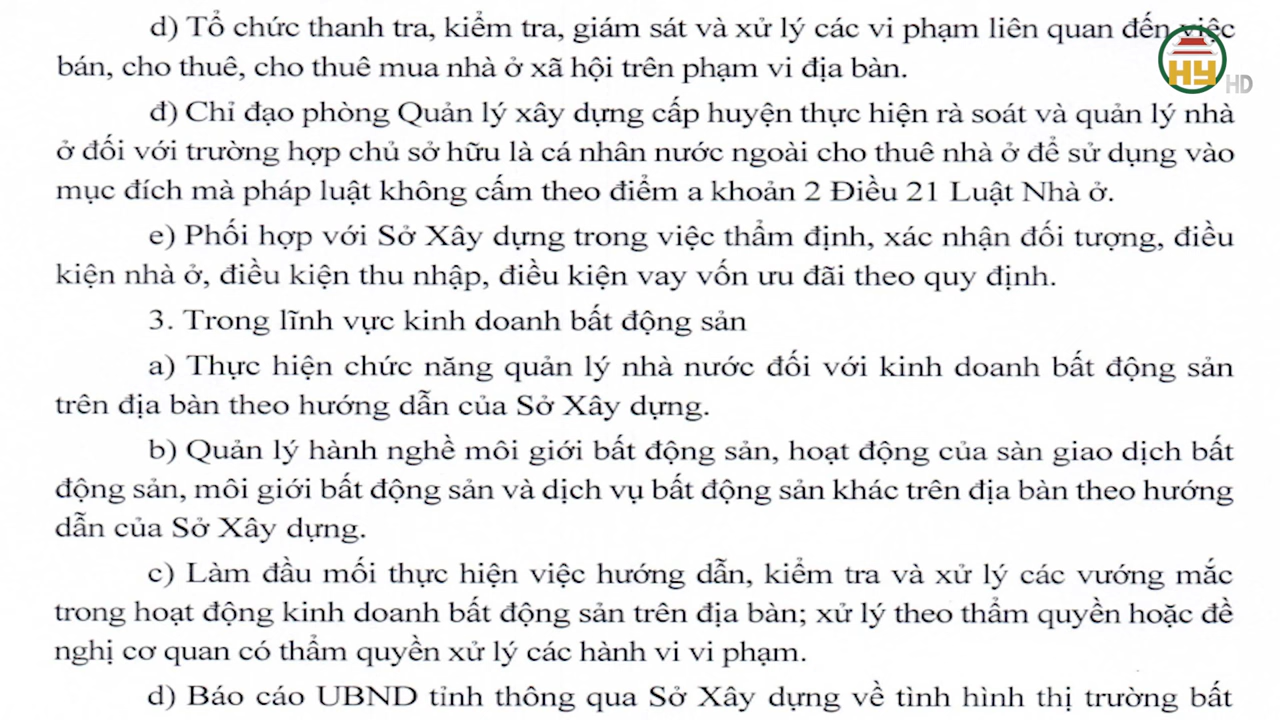 d) Tổ chức thanh tra, kiểm tra, giám sát và xử lý các vi phạm liên quan đến việc
bán, cho thuê, cho thuê mua nhà ở xã hội trên phạm vi địa bàn.
đ) Chỉ đạo phòng Quản lý xây dựng cấp huyện thực hiện rà soát và quản lý nhà
ở đối với trường hợp chủ sở hữu là cá nhân nước ngoài cho thuê nhà ở để sử dụng vào
mục đích mà pháp luật không cấm theo điểm a khoản 2 Điều 21 Luật Nhà ở.
e) Phối hợp với Sở Xây dựng trong việc thẩm định, xác nhận đối tượng, điều
kiện nhà ở, điều kiện thu nhập, điều kiện vay vốn ưu đãi theo quy định.
3. Trong lĩnh vực kinh doanh bất động sản
a) Thực hiện chức năng quản lý nhà nước đối với kinh doanh bất động sản
trên địa bàn theo hướng dẫn của Sở Xây dựng.
b) Quản lý hành nghề môi giới bất động sản, hoạt động của sàn giao dịch bất
động sản, môi giới bất động sản và dịch vụ bất động sản khác trên địa bàn theo hướng
dẫn của Sở Xây dựng.
c) Làm đầu mối thực hiện việc hướng dẫn, kiểm tra và xử lý các vướng mắc
trong hoạt động kinh doanh bất động sản trên địa bàn; xử lý theo thẩm quyền hoặc đề
nghị cơ quan có thẩm quyền xử lý các hành vi vi phạm.
d) Báo cáo UBND tỉnh thông qua Sở Xây dựng về tình hình thị trường bất
HY HD